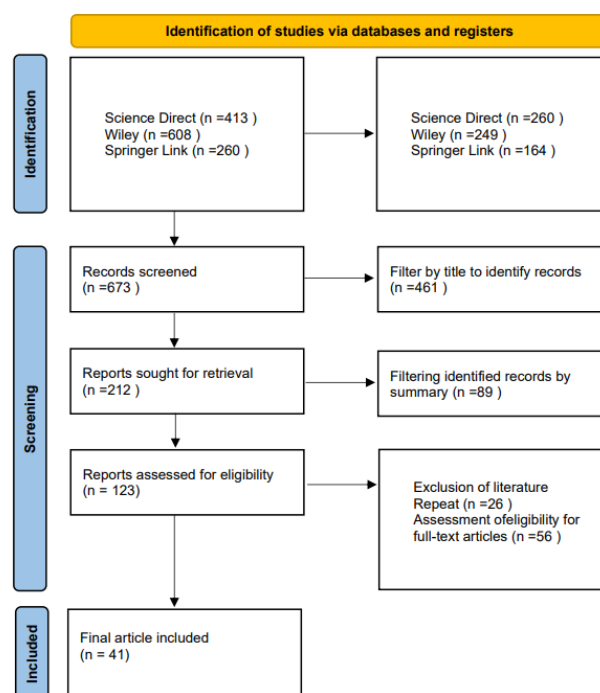 Identification of studies via databases and registers
Identification
Science Direct (n =413 )
Wiley (n =608 )
Springer Link (n =260 )
Science Direct (n =260 )
Wiley (n =249 )
Springer Link (n =164 )
Screening
Records screened
(n =673 )
Filter by title to identify records
(n =461 )
Reports sought for retrieval
(n =212 )
Filtering identified records by
summary (n =89 )
Reports assessed for eligibility
(n = 123)
Exclusion of literature
Repeat (n =26 )
Assessment ofeligibility for
full-text articles (n =56 )
Included
Final article included
(n = 41)